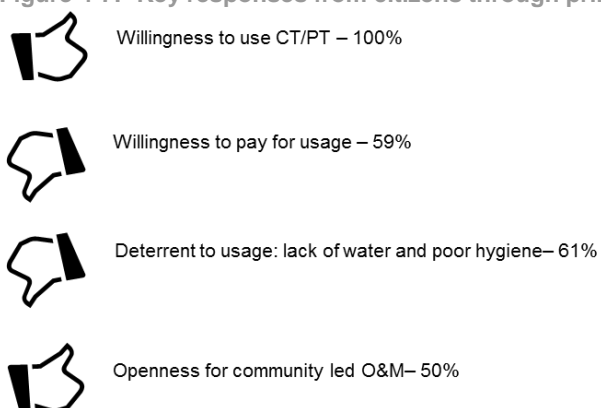 Key responses from citizens through
Willingness to use CT/PT – 100%
Willingness to pay for usage – 59%
Deterrent to usage: lack of water and poor hygiene– 61%
Openness for community led O&M– 50%